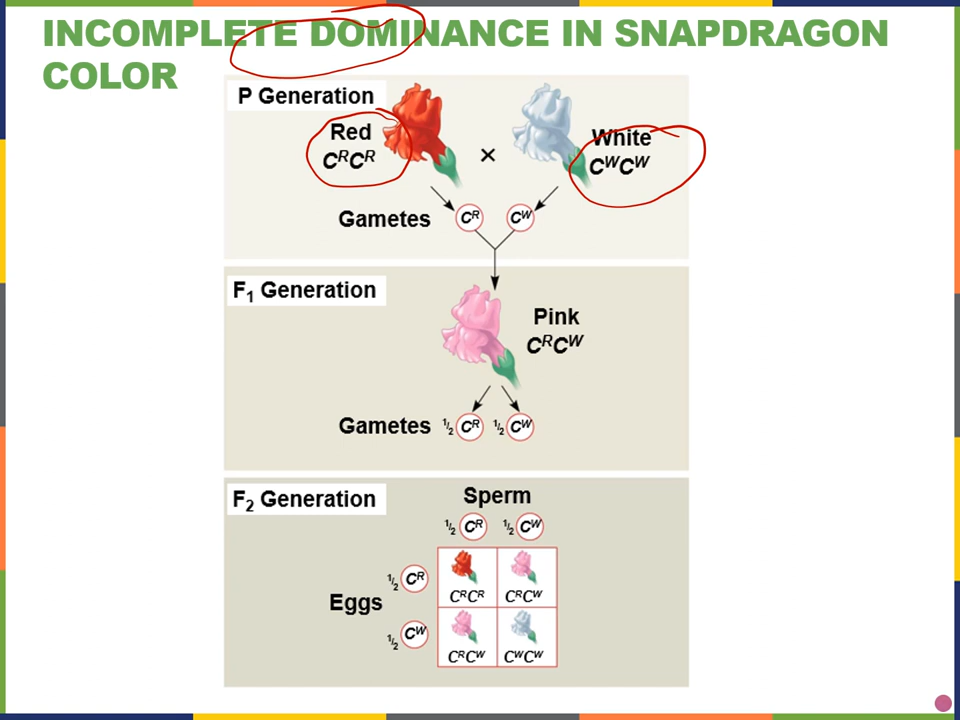 INCOMPLETE DOMINANCE IN SNAPDRAGON
COLOR
P Generation
Red
CᴿCᴿ
×
White
CᵂCᵂ
Gametes Cᴿ Cᵂ
F₁ Generation
Pink
CᴿCᵂ
Gametes 1/2 Cᴿ 1/2 Cᵂ
F₂ Generation
Sperm
1/2 Cᴿ 1/2 Cᵂ
Eggs
1/2 Cᴿ
CᴿCᴿ CᴿCᵂ
1/2 Cᵂ
CᴿCᵂ CᵂCᵂ